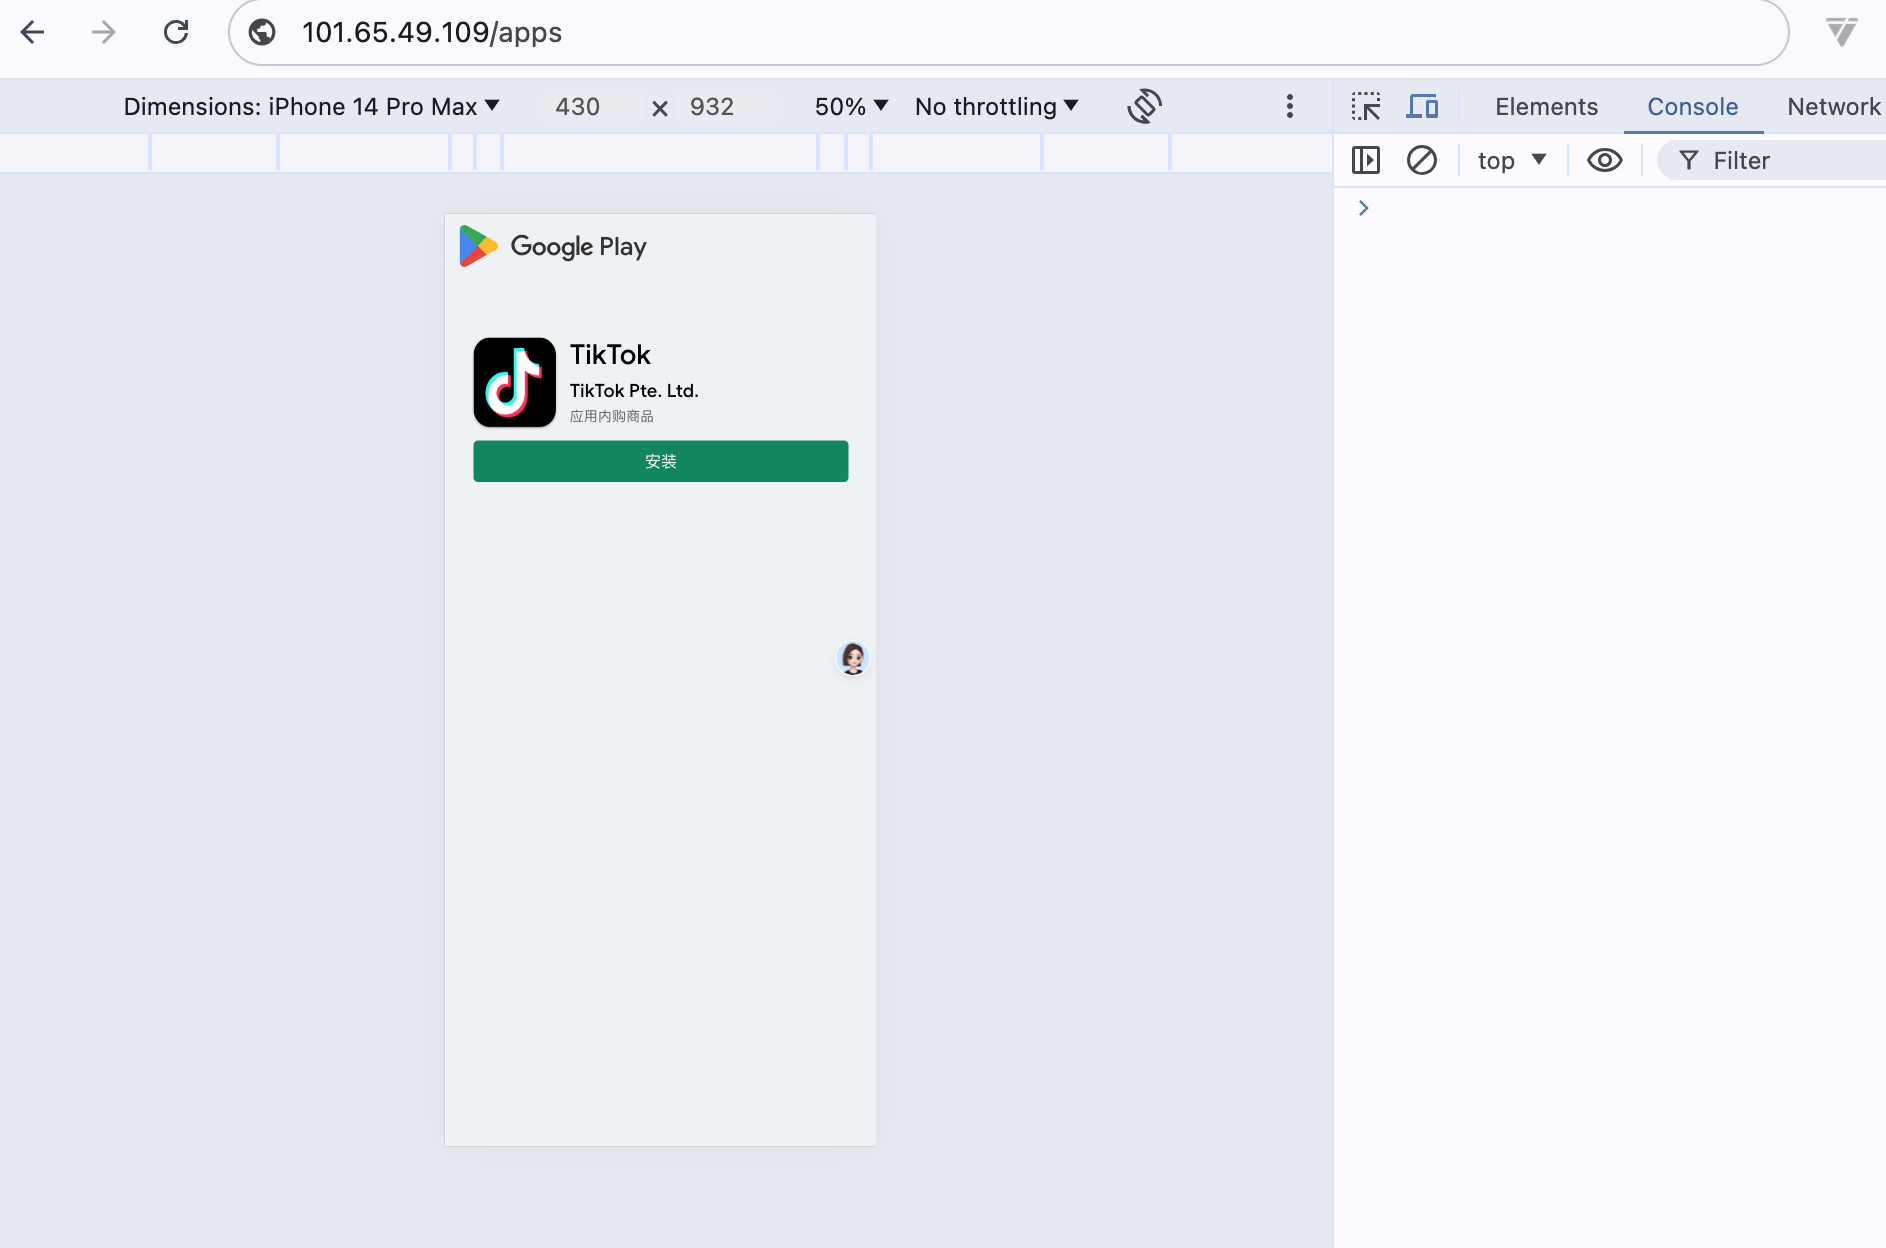 101.65.49.109/apps
Dimensions: iPhone 14 Pro Max 430 × 932 50% No throttling
Elements Console Network
top Filter
Google Play
TikTok
TikTok Pte. Ltd.
应用内购商品
安装